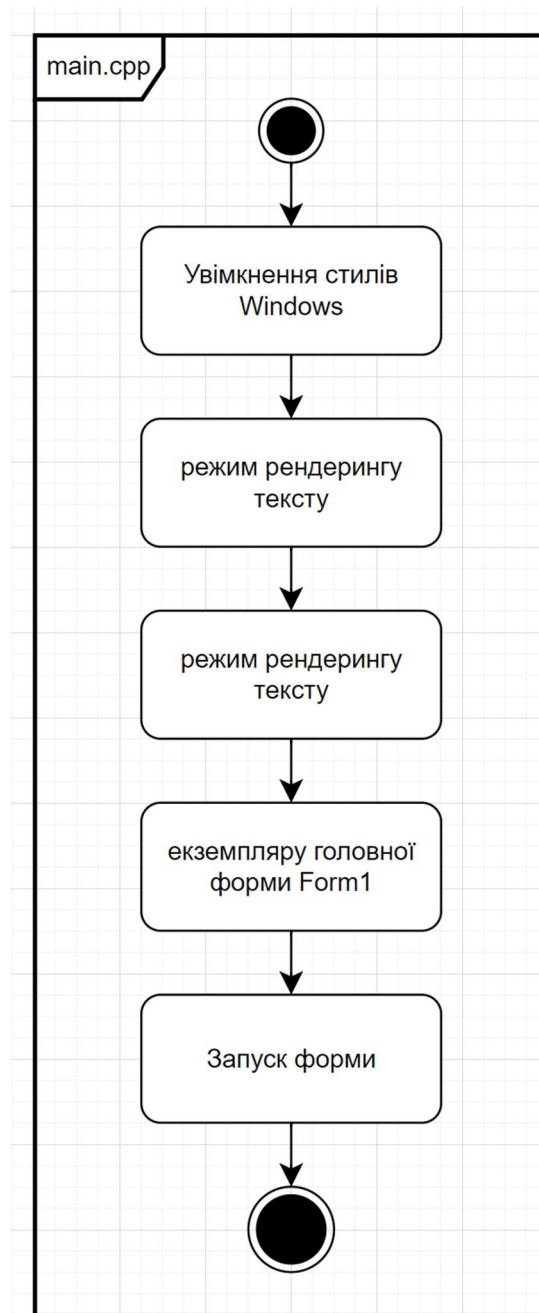 main.cpp
Увімкнення стилів
Windows
режим рендерингу
тексту
режим рендерингу
тексту
екземпляру головної
форми Form1
Запуск форми